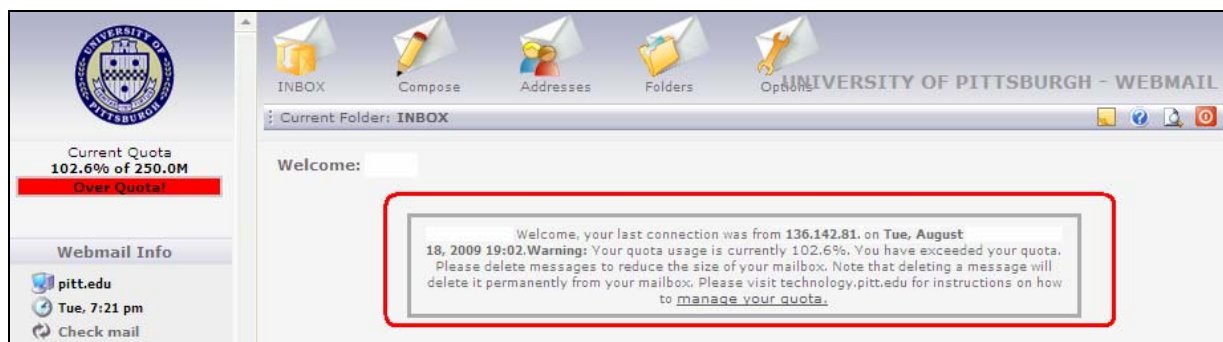 UNIVERSITY OF
PITTSBURGH
INBOX
Compose
Addresses
Folders
Options
UNIVERSITY OF PITTSBURGH - WEBMAIL
Current Folder: INBOX
Current Quota
102.6% of 250.0M
Over Quota!
Welcome:
Welcome, your last connection was from 136.142.81. on Tue, August
18, 2009 19:02.Warning: Your quota usage is currently 102.6%. You have exceeded your quota.
Please delete messages to reduce the size of your mailbox. Note that deleting a message will
delete it permanently from your mailbox. Please visit technology.pitt.edu for instructions on how
to manage your quota.
Webmail Info
pitt.edu
Tue, 7:21 pm
Check mail